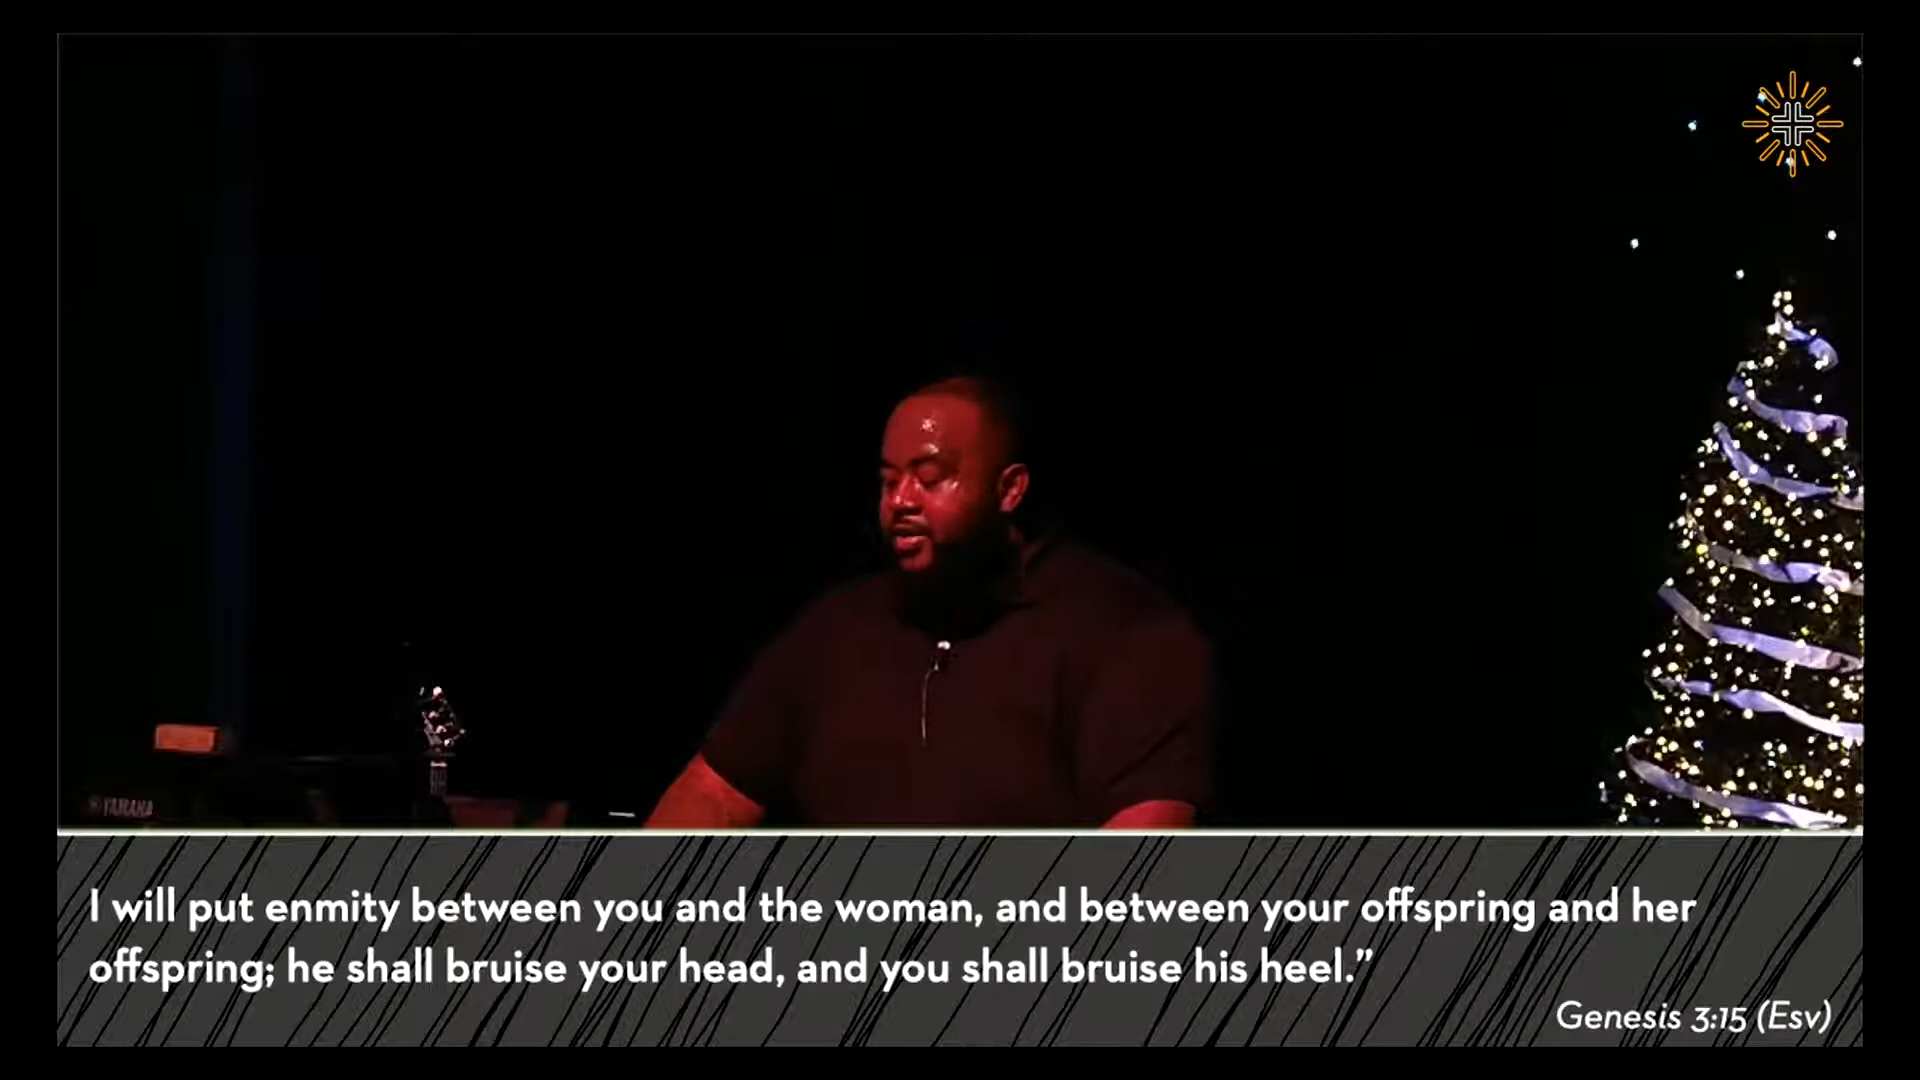 YAMAHA
I will put enmity between you and the woman, and between your offspring and her
offspring; he shall bruise your head, and you shall bruise his heel.”
Genesis 3:15 (Esv)